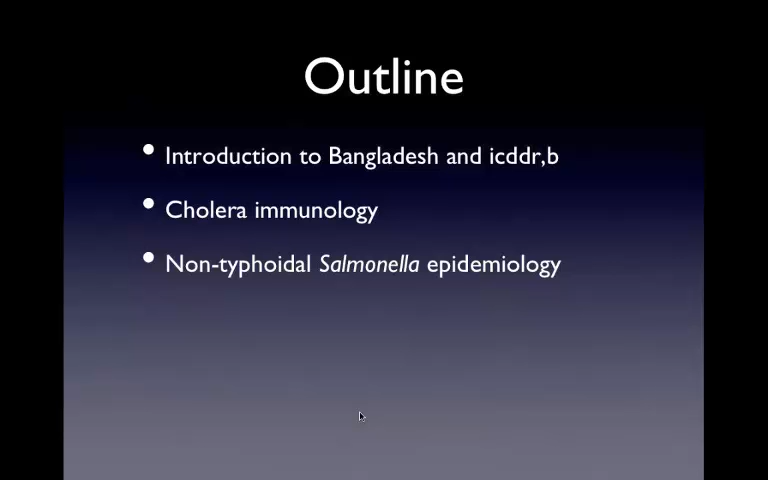 Outline
• Introduction to Bangladesh and icddr,b
• Cholera immunology
• Non-typhoidal Salmonella epidemiology